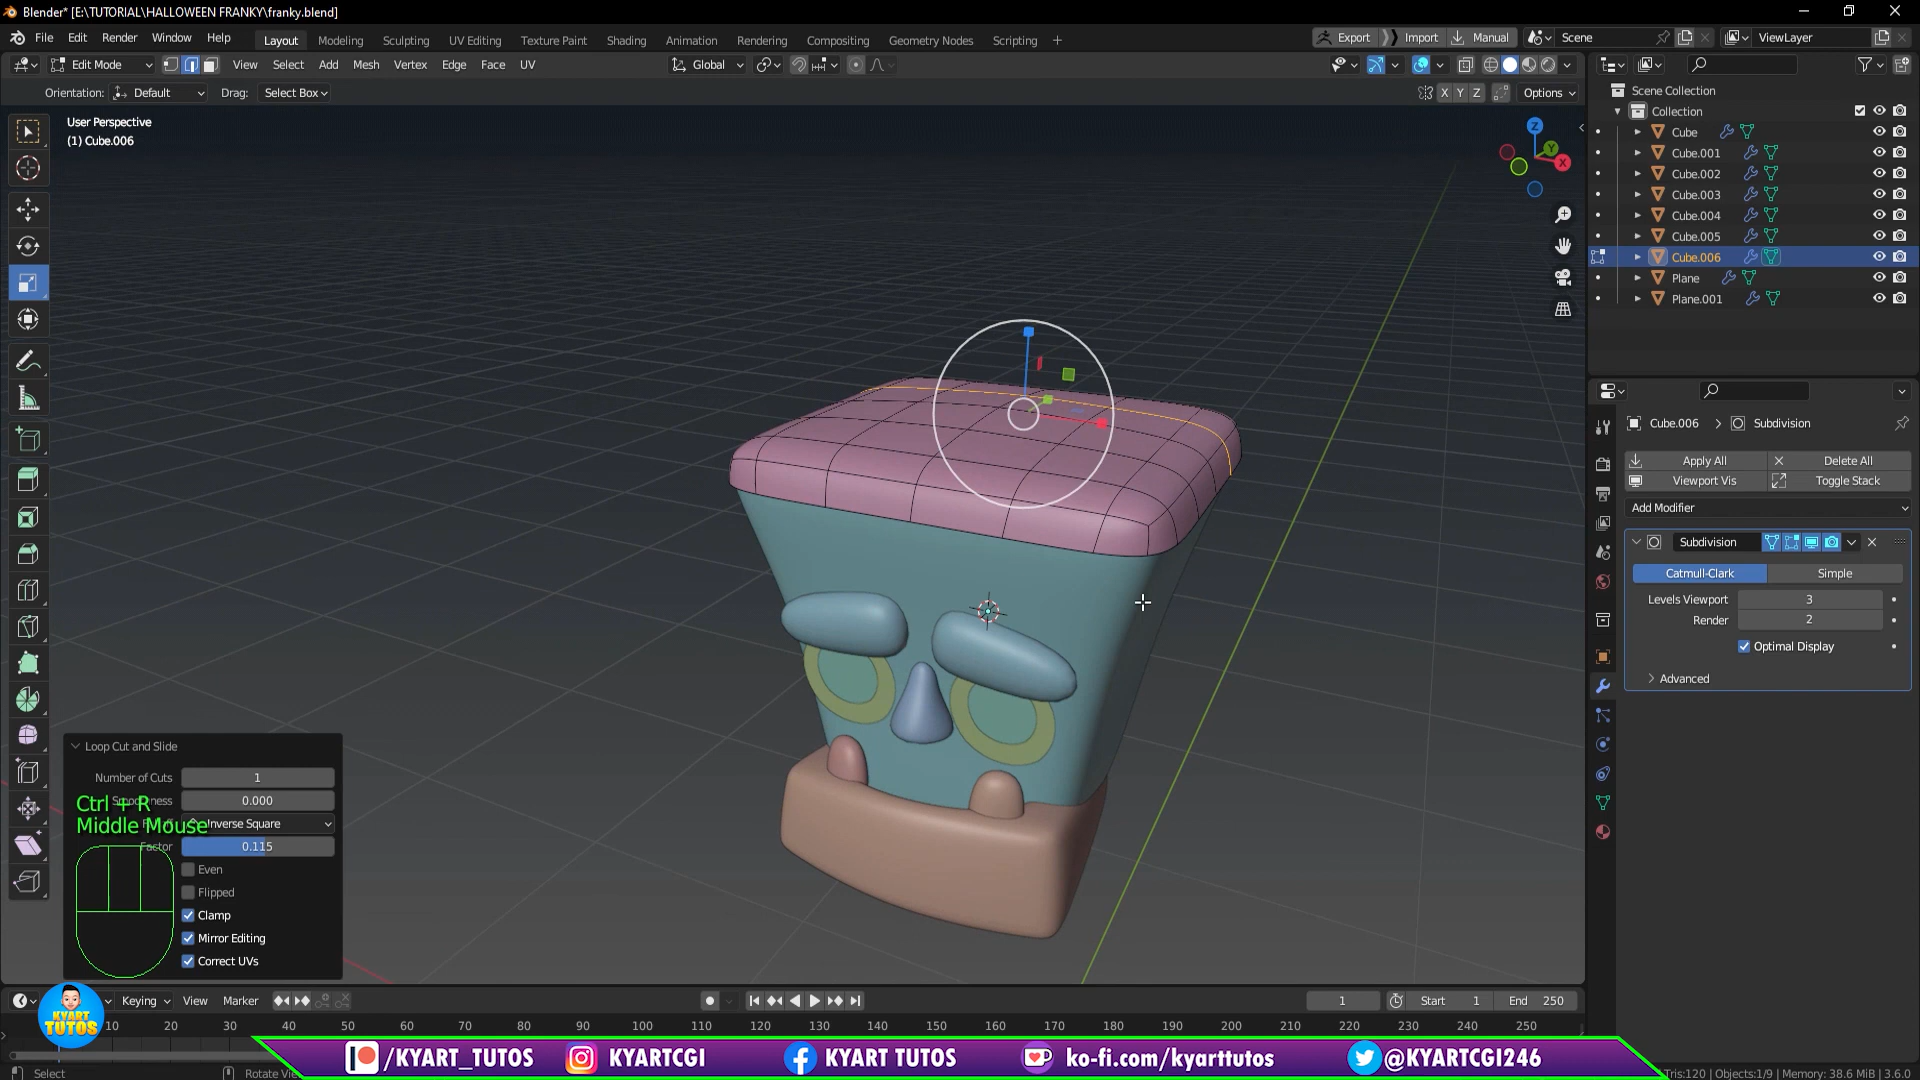 Blender* [E:\TUTORIAL\HALLOWEEN FRANKY\franky.blend]
File Edit Render Window Help
Layout Modeling Sculpting UV Editing Texture Paint Shading Animation Rendering Compositing Geometry Nodes Scripting +
Export Import Manual Scene ViewLayer
Edit Mode View Select Add Mesh Vertex Edge Face UV Global
Orientation: Default Drag: Select Box X Y Z Options
User Perspective
(1) Cube.006
Z
Y
X
Scene Collection
Collection
Cube
Cube.001
Cube.002
Cube.003
Cube.004
Cube.005
Cube.006
Plane
Plane.001
Cube.006 > Subdivision
Apply All Delete All
Viewport Vis Toggle Stack
Add Modifier
Subdivision
Catmull-Clark Simple
Levels Viewport 3
Render 2
Optimal Display
Advanced
Loop Cut and Slide
Number of Cuts 1
0.000
Ctrl + R
Inverse Square
Middle Mouse
Factor 0.115
Even
Flipped
Clamp
Mirror Editing
Correct UVs
Keying View Marker 1 Start 1 End 250
10 20 30 40 50 60 70 80 90 100 110 120 130 140 150 160 170 180 190 200 210 220 230 240 250
KYART TUTOS
/KYART_TUTOS KYARTCGI KYART TUTOS ko-fi.com/kyarttutos @KYARTCGI246
Select
Tris:120 | Objects:1/9 | Memory: 38.6 MiB | 3.6.0